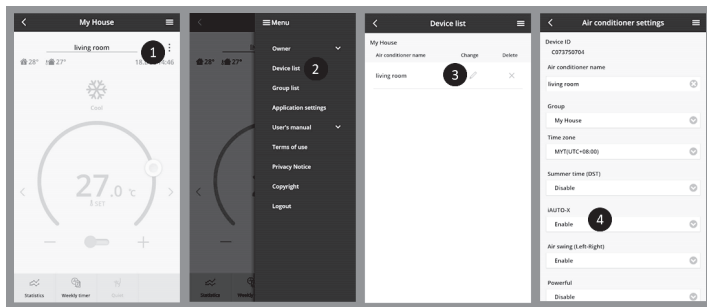 My House
living room
1
28°
27°
Cool
27.0 °C
SET
Statistics
Weekly timer
Menu
28°
27°
Owner
Device list
2
Group list
Application settings
User's manual
Terms of use
Privacy Notice
Copyright
Logout
Statistics
Device list
My House
Air conditioner name Change Delete
living room
3
Air conditioner settings
Device ID
C073750704
Air conditioner name
living room
Group
My House
Time zone
MYT(UTC+08:00)
Summer time (DST)
Disable
iAUTO-X
4
Enable
Air swing (Left-Right)
Enable
Powerful
Disable